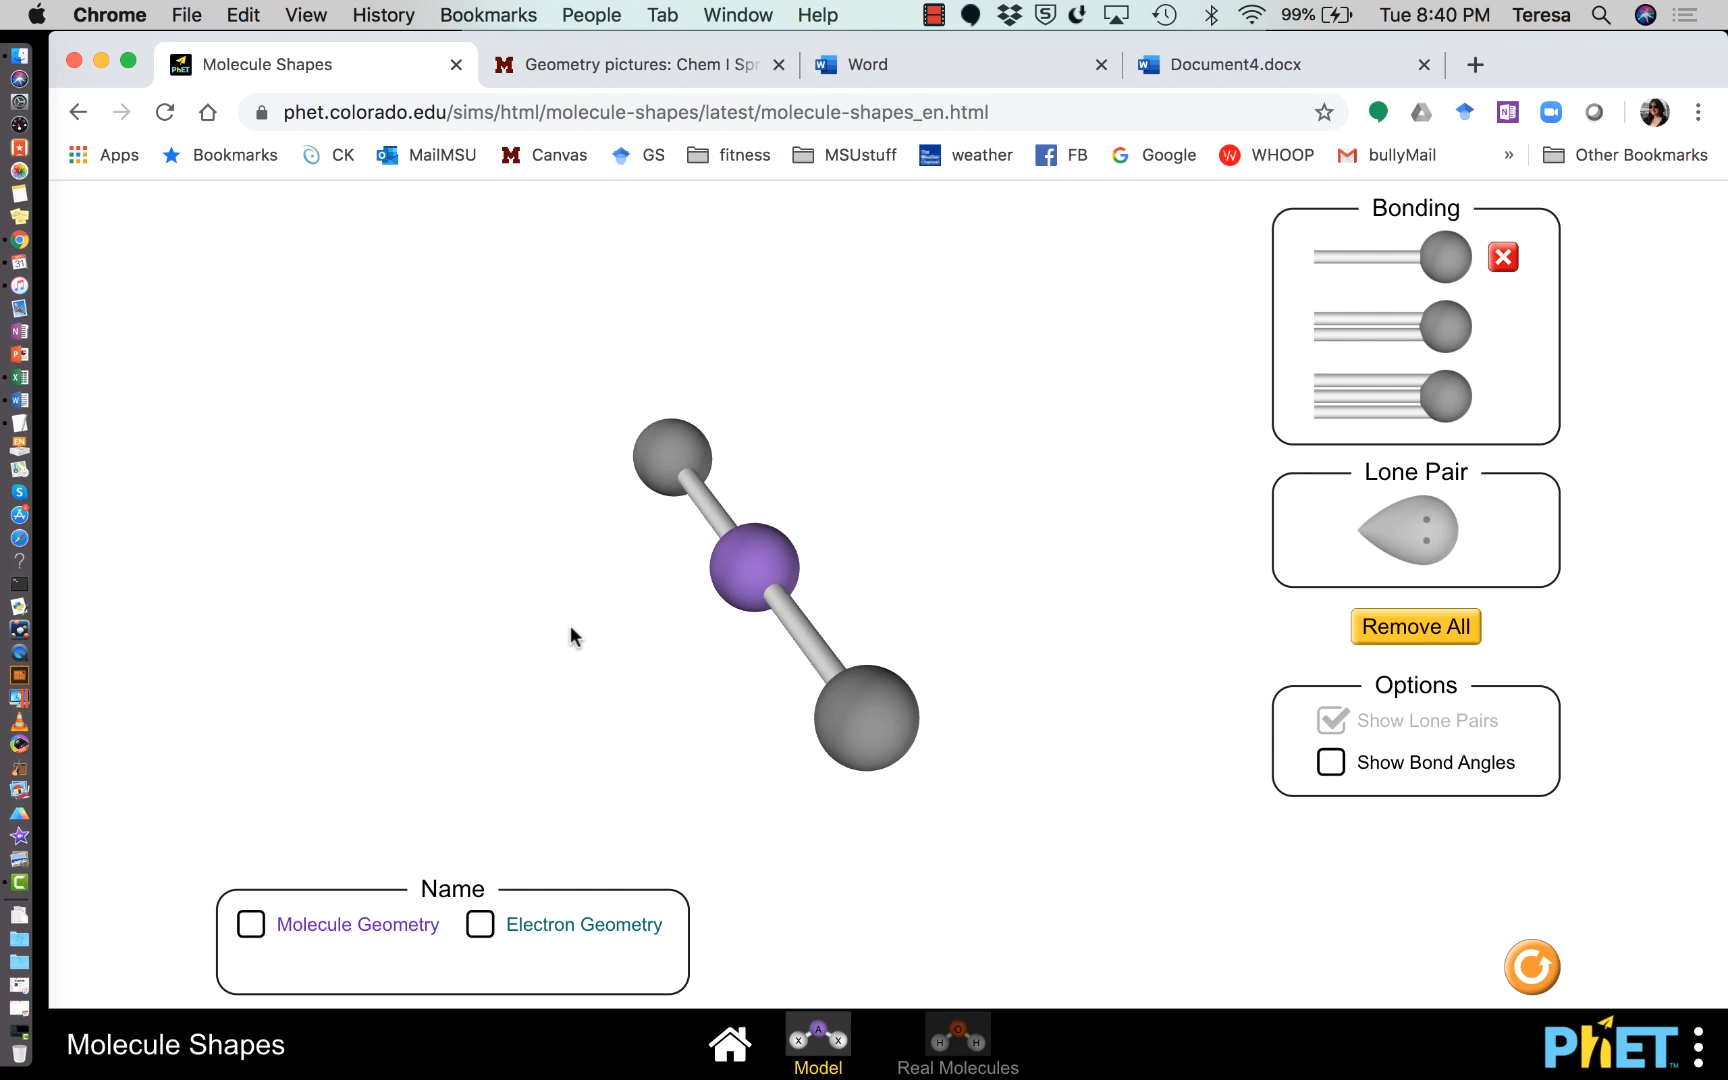 Chrome File Edit View History Bookmarks People Tab Window Help 99% Tue 8:40 PM Teresa
Molecule Shapes Geometry pictures: Chem I Spr Word Document4.docx
phet.colorado.edu/sims/html/molecule-shapes/latest/molecule-shapes_en.html
Apps Bookmarks CK MailMSU Canvas GS fitness MSUstuff weather FB Google WHOOP bullyMail » Other Bookmarks
Bonding
Lone Pair
Remove All
Options
Show Lone Pairs
Show Bond Angles
Name
Molecule Geometry Electron Geometry
Molecule Shapes
X A X
Model
H O H
Real Molecules
PhET